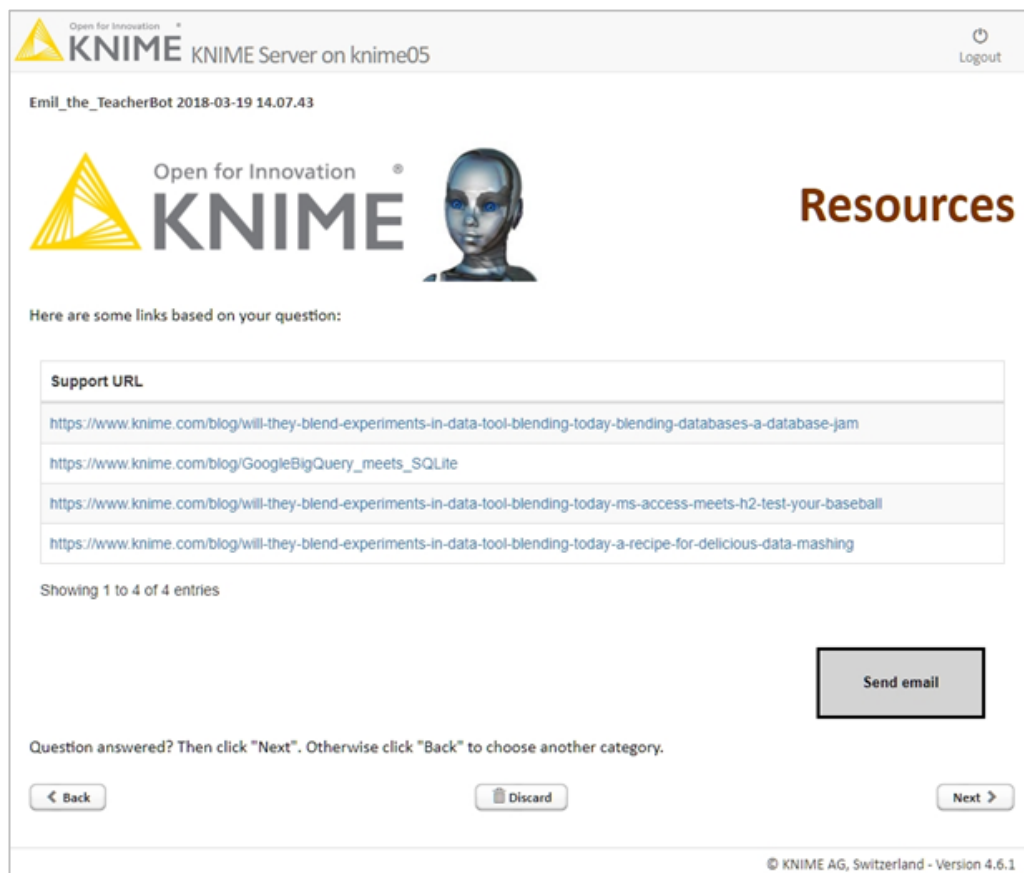 Open for Innovation ®
KNIME KNIME Server on knime05
Logout
Emil_the_TeacherBot 2018-03-19 14.07.43
Open for Innovation ®
KNIME
Resources
Here are some links based on your question:
Support URL
https://www.knime.com/blog/will-they-blend-experiments-in-data-tool-blending-today-blending-databases-a-database-jam
https://www.knime.com/blog/GoogleBigQuery_meets_SQLite
https://www.knime.com/blog/will-they-blend-experiments-in-data-tool-blending-today-ms-access-meets-h2-test-your-baseball
https://www.knime.com/blog/will-they-blend-experiments-in-data-tool-blending-today-a-recipe-for-delicious-data-mashing
Showing 1 to 4 of 4 entries
Send email
Question answered? Then click "Next". Otherwise click "Back" to choose another category.
Back Discard Next
© KNIME AG, Switzerland - Version 4.6.1